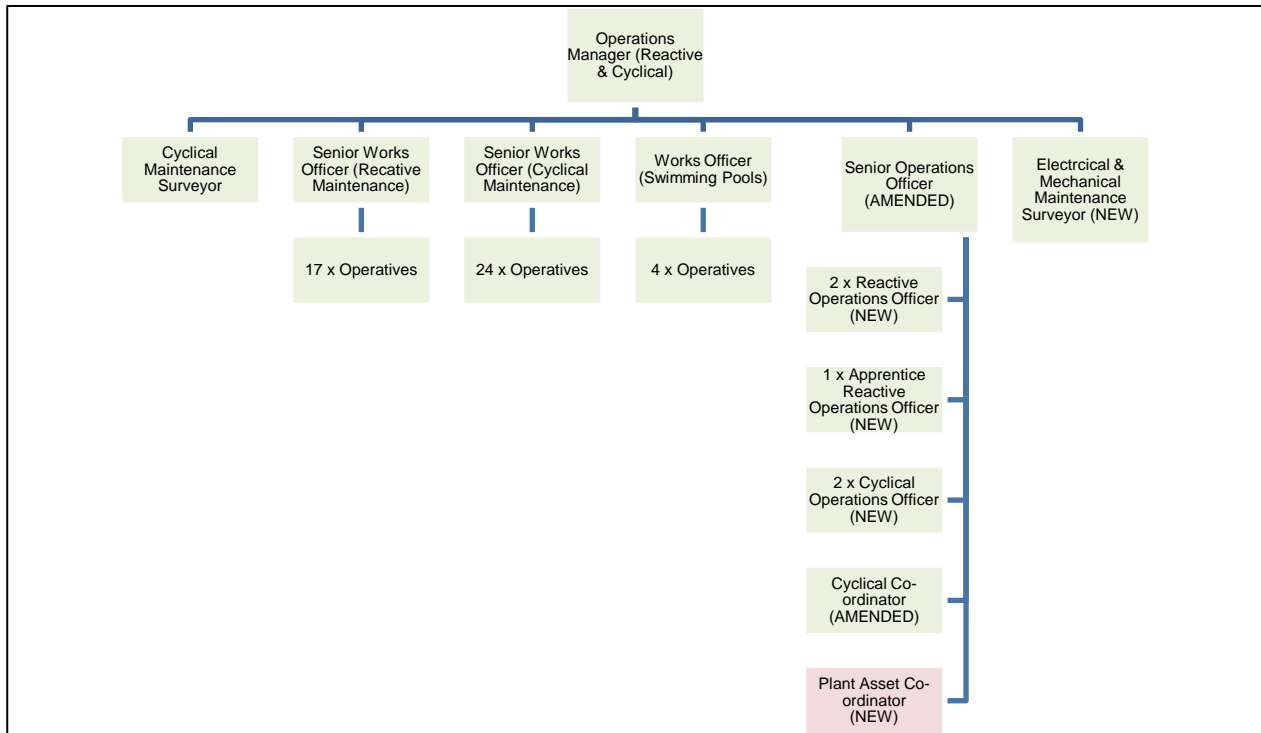 Operations
Manager (Reactive
& Cyclical)
Cyclical
Maintenance
Surveyor
Senior Works
Officer (Recative
Maintenance)
17 x Operatives
Senior Works
Officer (Cyclical
Maintenance)
24 x Operatives
Works Officer
(Swimming Pools)
4 x Operatives
Senior Operations
Officer
(AMENDED)
2 x Reactive
Operations Officer
(NEW)
1 x Apprentice
Reactive
Operations Officer
(NEW)
2 x Cyclical
Operations Officer
(NEW)
Cyclical Co-
ordinator
(AMENDED)
Plant Asset Co-
ordinator
(NEW)
Electrcical &
Mechanical
Maintenance
Surveyor (NEW)